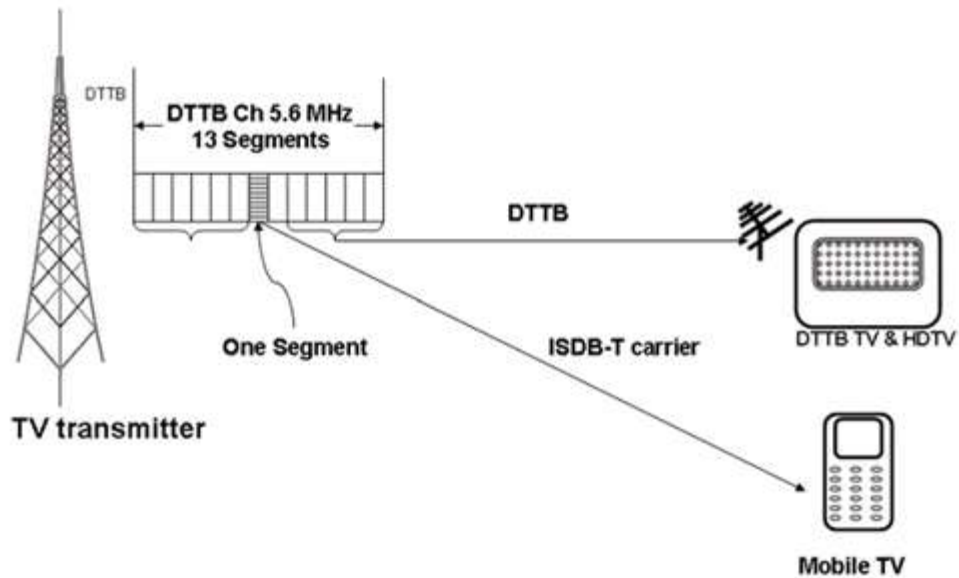 DTTB
DTTB Ch 5.6 MHz
13 Segments
DTTB
One Segment
ISDB-T carrier
DTTB TV & HDTV
TV transmitter
Mobile TV